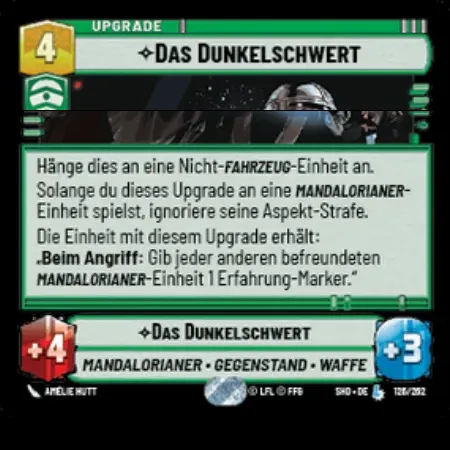 UPGRADE
4
✧DAS DUNKELSCHWERT
Hänge dies an eine Nicht-FAHRZEUG-Einheit an.
Solange du dieses Upgrade an eine MANDALORIANER-
Einheit spielst, ignoriere seine Aspekt-Strafe.
Die Einheit mit diesem Upgrade erhält:
„Beim Angriff: Gib jeder anderen befreundeten
MANDALORIANER-Einheit 1 Erfahrung-Marker.“
+4
✧DAS DUNKELSCHWERT
+3
MANDALORIANER • GEGENSTAND • WAFFE
AMÉLIE HUTT
© LFL © FFG
SHD • DE
126/262